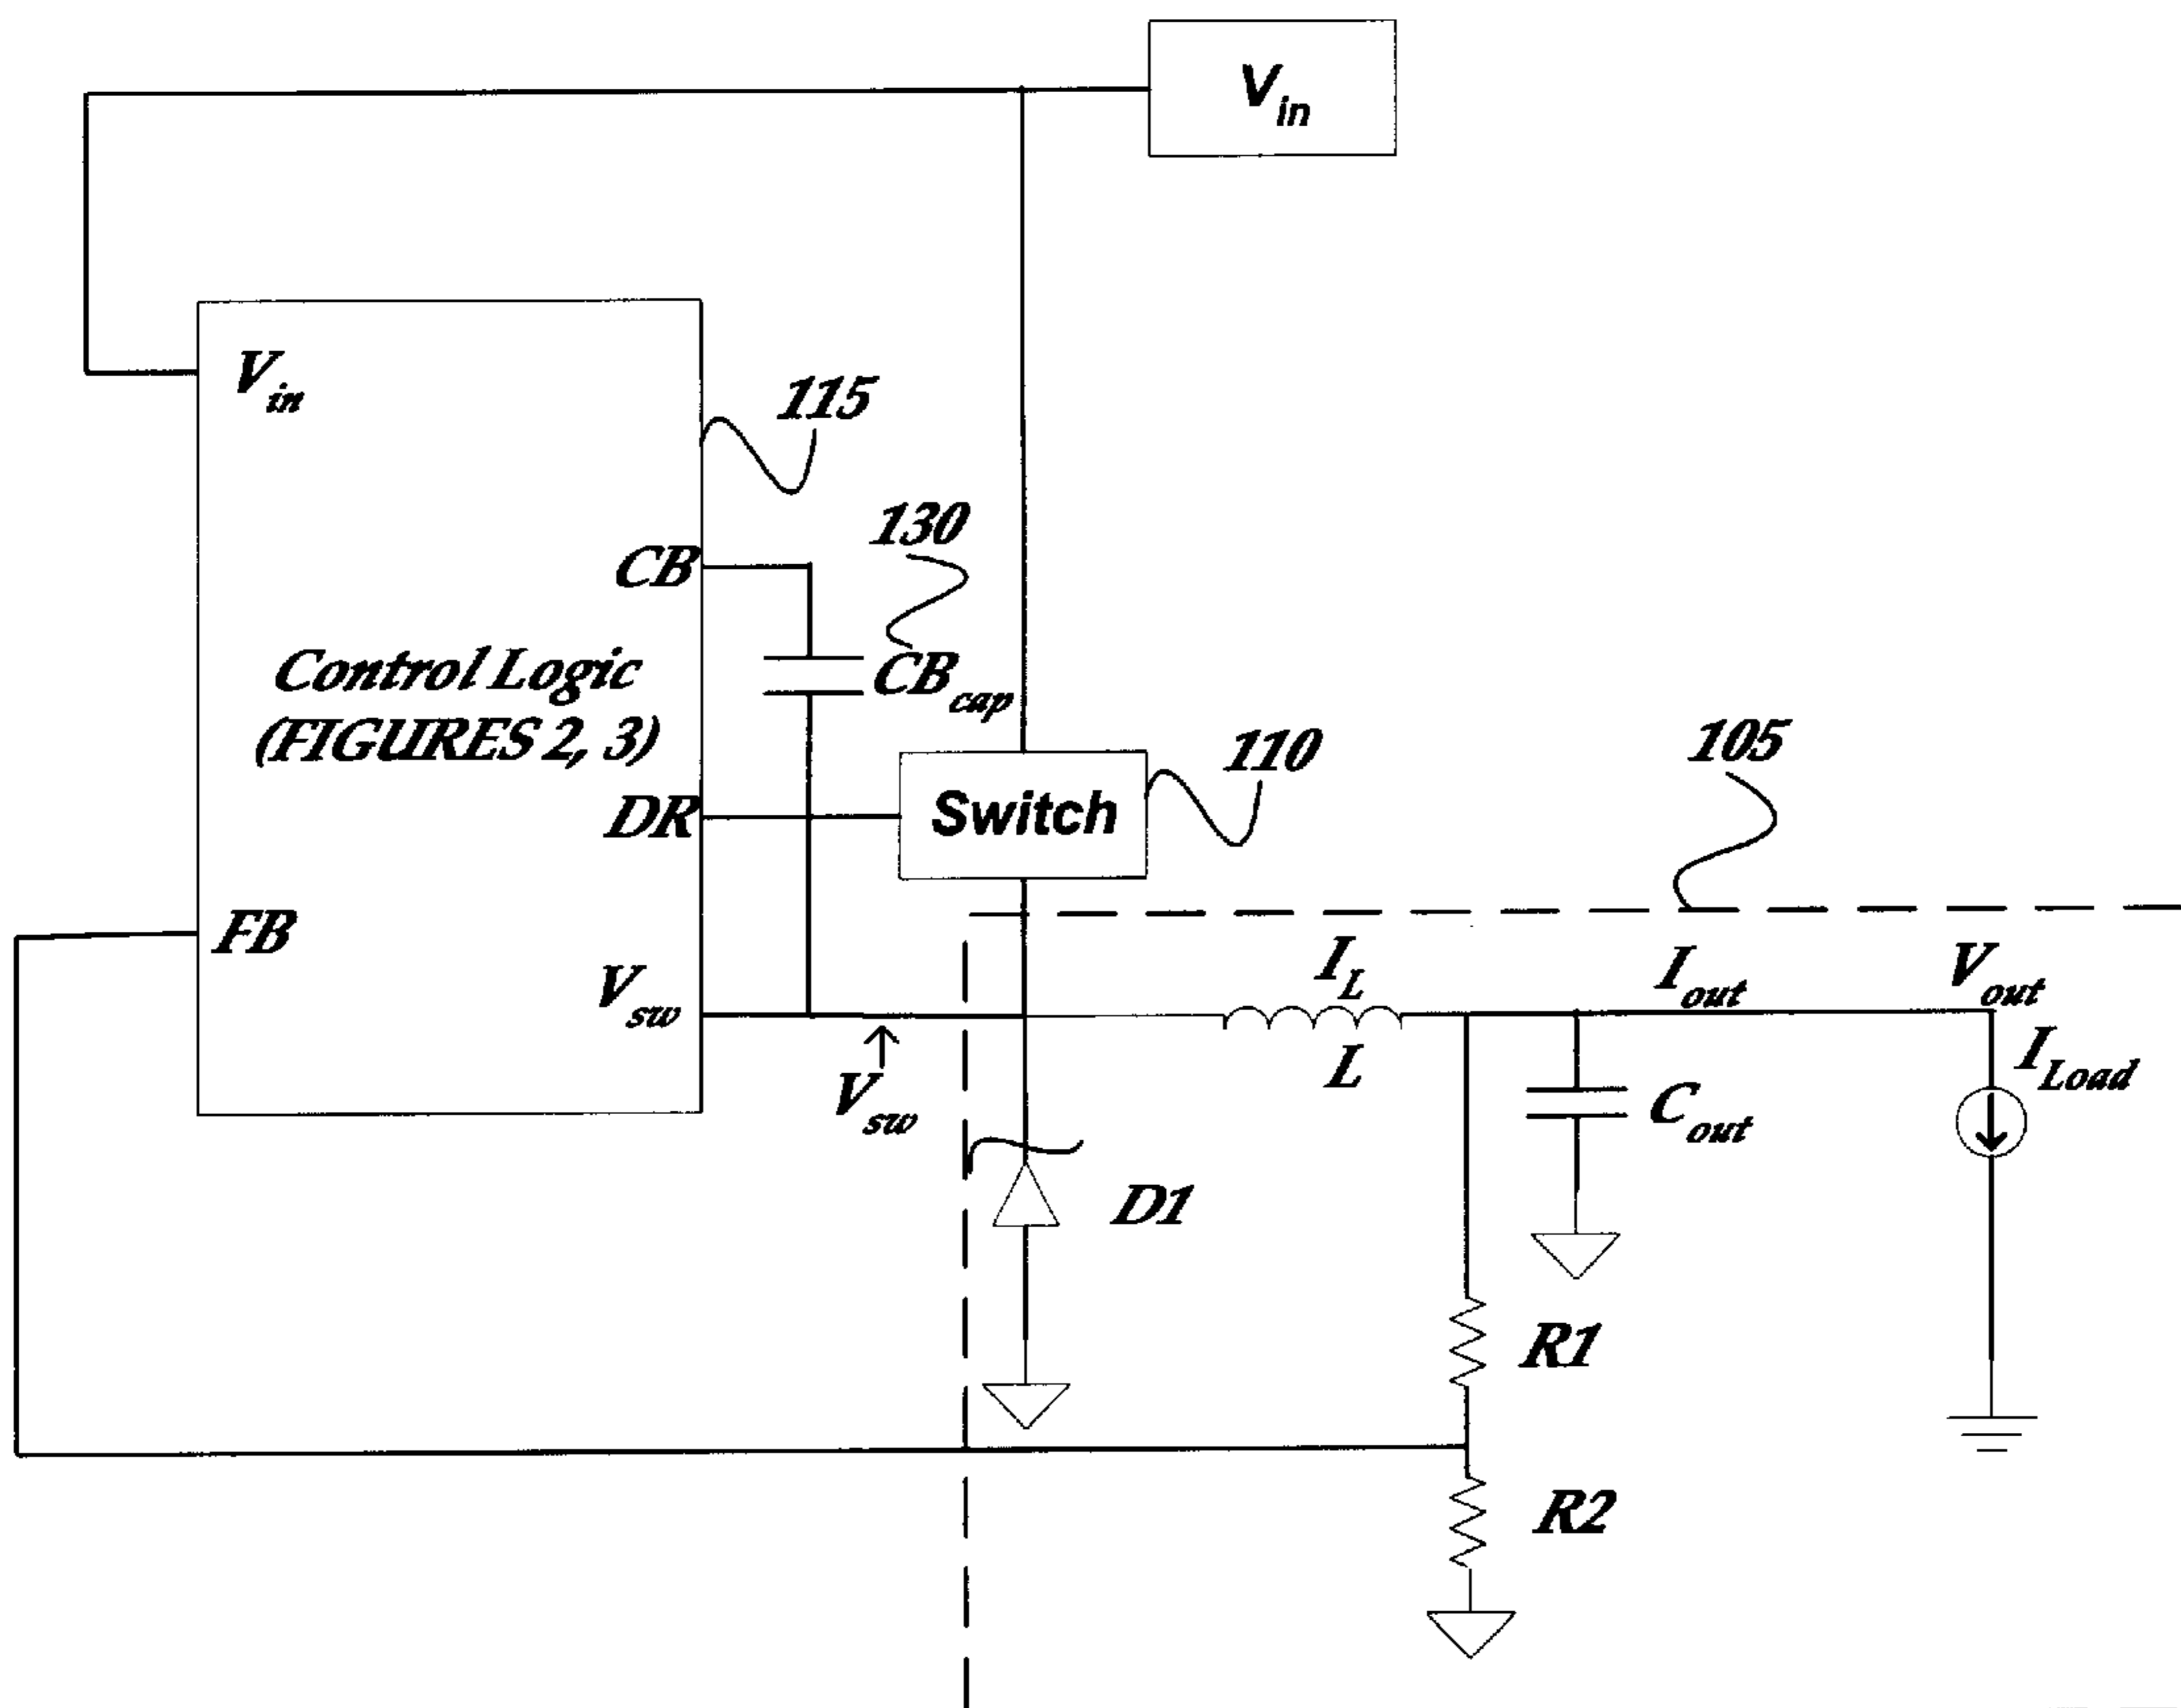 Vin
Vin
115
130
CB
Control Logic
(FIGURES 2, 3)
CBcap
110
105
DR
Switch
FB
Vsw
IL
Iout
Vout
L
ILoad
Vsw
Cout
D1
R1
R2